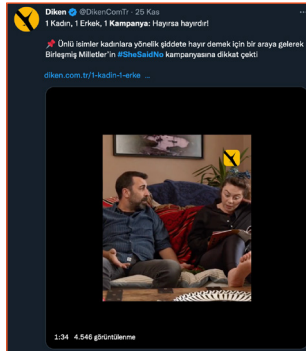 Diken @DikenComTr · 25 Kas
1 Kadın, 1 Erkek, 1 Kampanya: Hayırsa hayırdır!
📌 Ünlü isimler kadınlara yönelik şiddete hayır demek için bir araya gelerek
Birleşmiş Milletler'in #SheSaidNo kampanyasına dikkat çekti
diken.com.tr/1-kadin-1-erke ...
1:34 4.546 görüntülenme